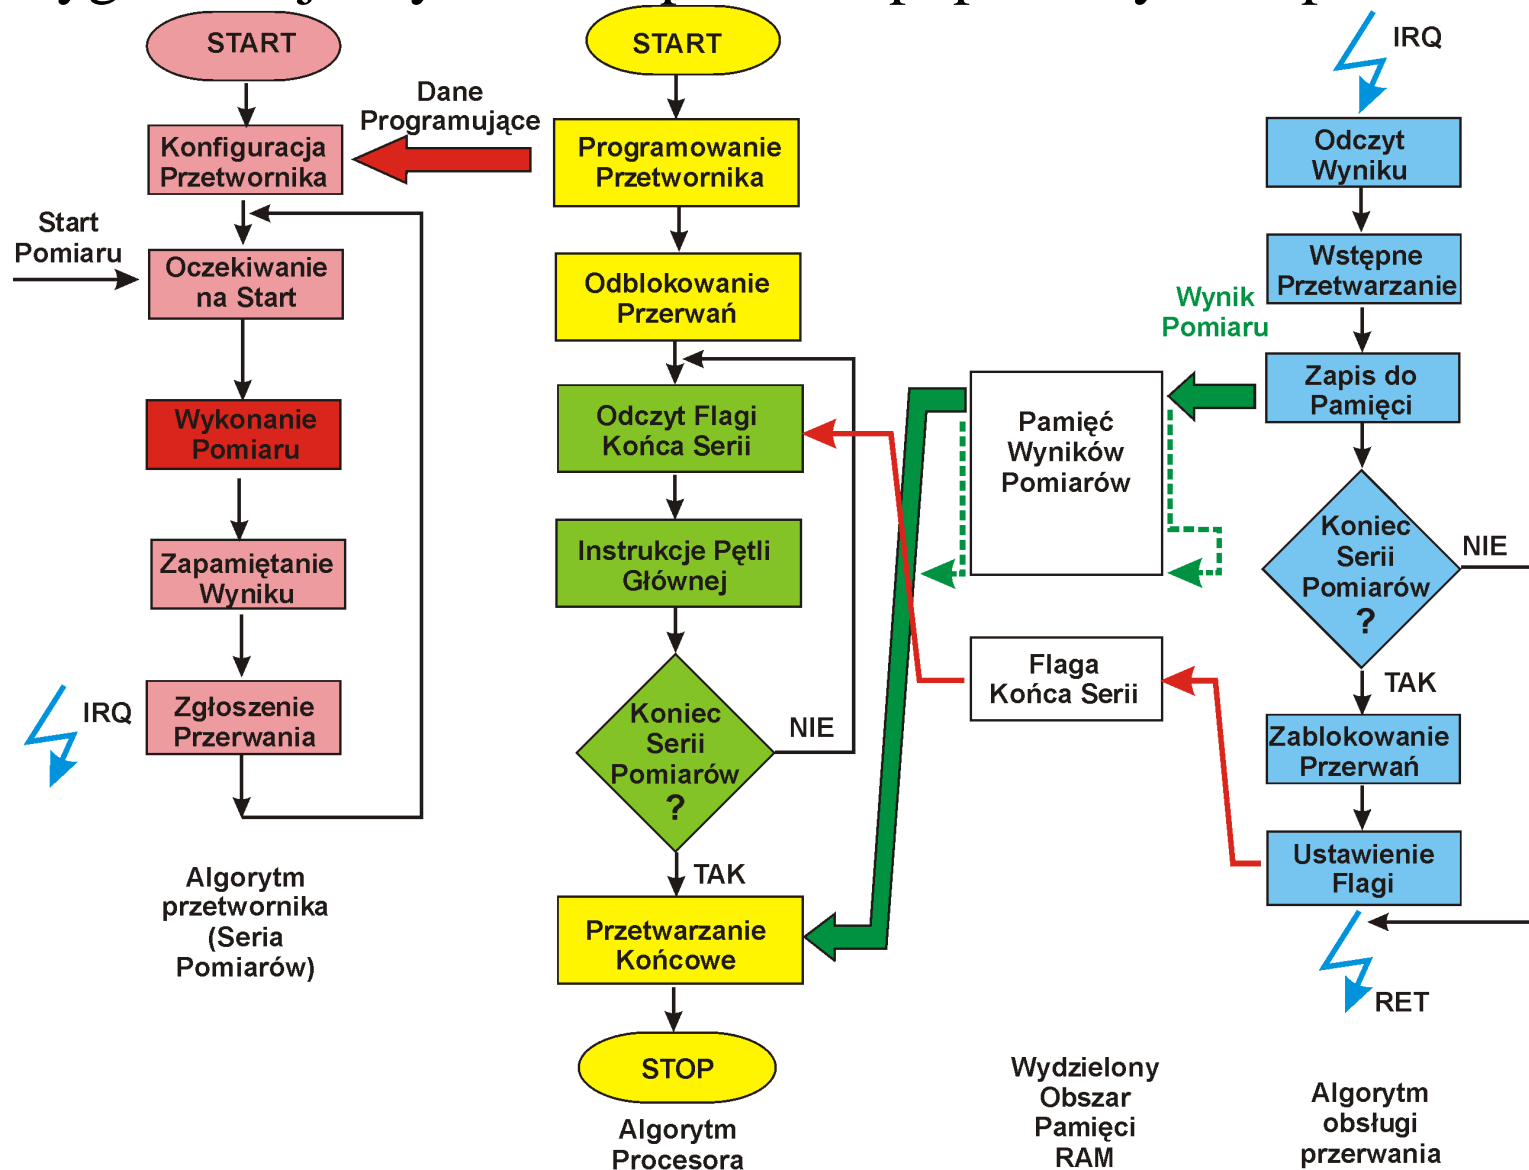 START
Konfiguracja
Przetwornika
Start
Pomiaru
Oczekiwanie
na Start
Wykonanie
Pomiaru
Zapamiętanie
Wyniku
IRQ
Zgłoszenie
Przerwania
Algorytm
przetwornika
(Seria
Pomiarów)
Dane
Programujące
START
Programowanie
Przetwornika
Odblokowanie
Przerwań
Odczyt Flagi
Końca Serii
Instrukcje Pętli
Głównej
Koniec
Serii
Pomiarów
?
NIE
TAK
Przetwarzanie
Końcowe
STOP
Algorytm
Procesora
Wynik
Pomiaru
Pamięć
Wyników
Pomiarów
Flaga
Końca Serii
Wydzielony
Obszar
Pamięci
RAM
IRQ
Odczyt
Wyniku
Wstępne
Przetwarzanie
Zapis do
Pamięci
Koniec
Serii
Pomiarów
?
NIE
TAK
Zablokowanie
Przerwań
Ustawienie
Flagi
RET
Algorytm
obsługi
przerwania